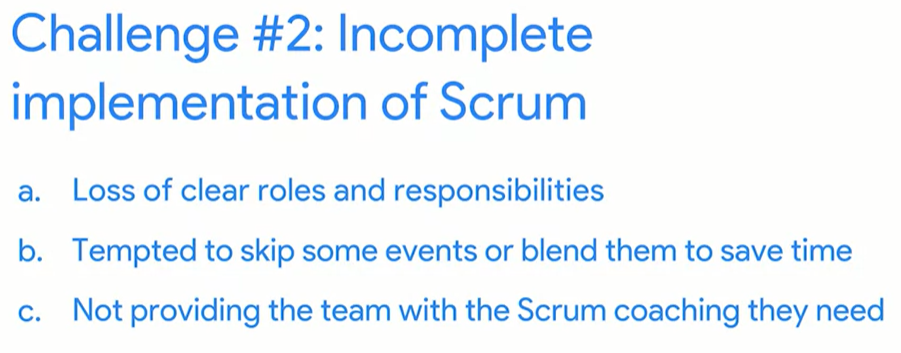 Challenge #2: Incomplete
implementation of Scrum
a. Loss of clear roles and responsibilities
b. Tempted to skip some events or blend them to save time
c. Not providing the team with the Scrum coaching they need